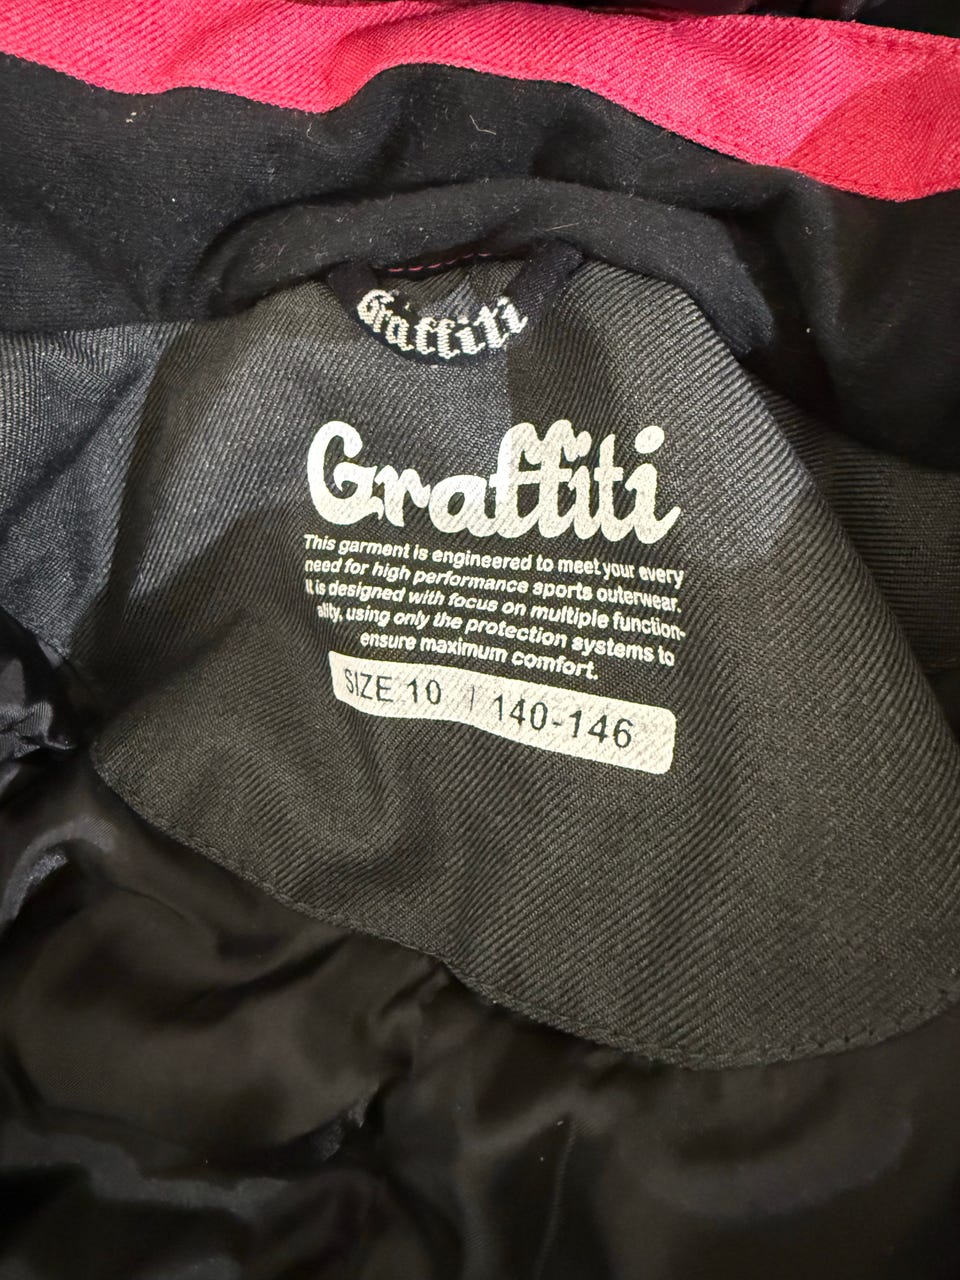 Graffiti
Graffiti
This garment is engineered to meet your every
need for high performance sports outerwear.
It is designed with focus on multiple function-
ality, using only the protection systems to
ensure maximum comfort.
SIZE 10 | 140-146